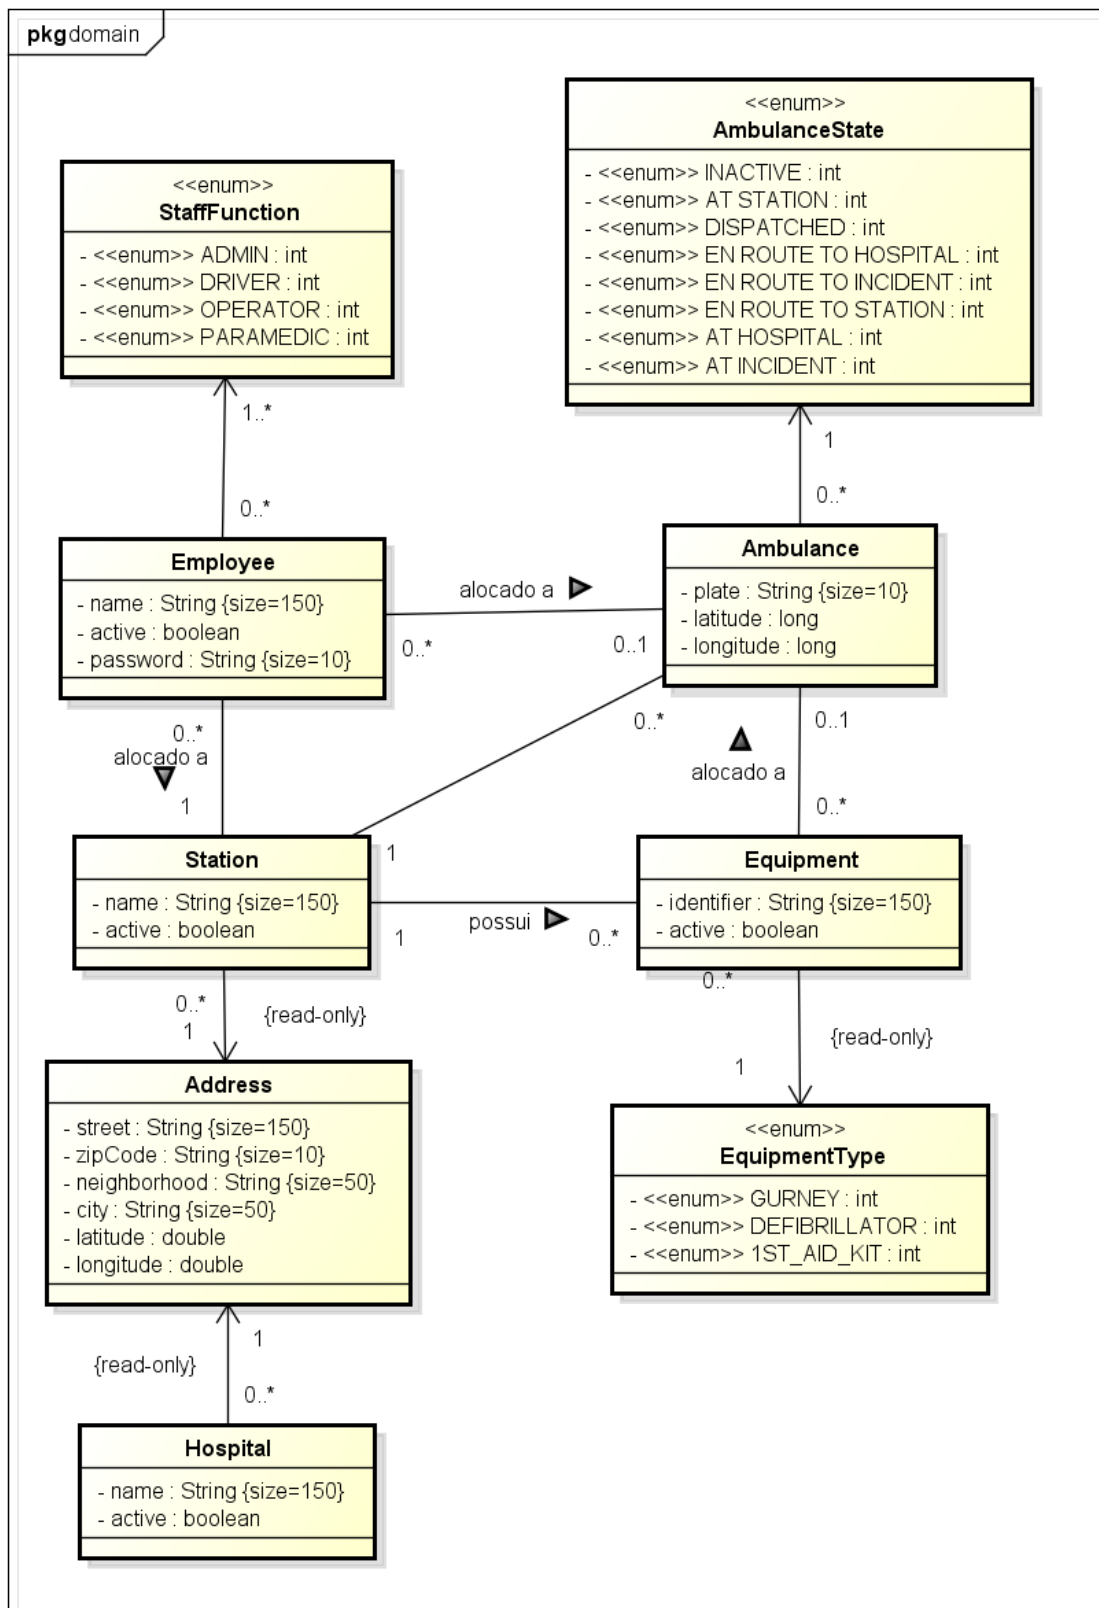 pkg domain
<<enum>>
AmbulanceState
- <<enum>> INACTIVE : int
- <<enum>> AT STATION : int
- <<enum>> DISPATCHED : int
- <<enum>> EN ROUTE TO HOSPITAL : int
- <<enum>> EN ROUTE TO INCIDENT : int
- <<enum>> EN ROUTE TO STATION : int
- <<enum>> AT HOSPITAL : int
- <<enum>> AT INCIDENT : int
<<enum>>
StaffFunction
- <<enum>> ADMIN : int
- <<enum>> DRIVER : int
- <<enum>> OPERATOR : int
- <<enum>> PARAMEDIC : int
1..*
0..*
1
0..*
Employee
- name : String {size=150}
- active : boolean
- password : String {size=10}
alocado a
0..*
0..1
Ambulance
- plate : String {size=10}
- latitude : long
- longitude : long
0..*
alocado a
1
0..*
1
0..1
alocado a
0..*
Station
- name : String {size=150}
- active : boolean
possui
1
0..*
Equipment
- identifier : String {size=150}
- active : boolean
0..*
{read-only}
1
0..*
{read-only}
1
Address
- street : String {size=150}
- zipCode : String {size=10}
- neighborhood : String {size=50}
- city : String {size=50}
- latitude : double
- longitude : double
<<enum>>
EquipmentType
- <<enum>> GURNEY : int
- <<enum>> DEFIBRILLATOR : int
- <<enum>> 1ST_AID_KIT : int
1
{read-only}
0..*
Hospital
- name : String {size=150}
- active : boolean